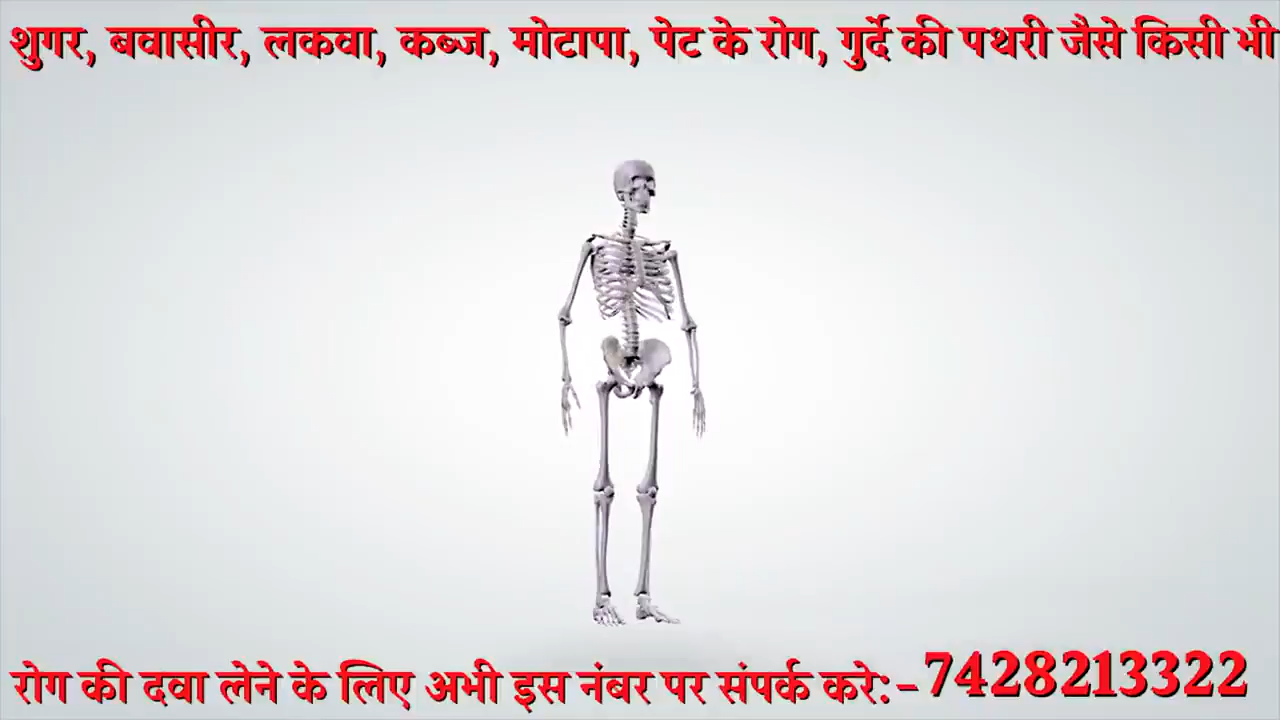 शुगर, बवासीर, लकवा, कब्ज, मोटापा, पेट के रोग, गुर्दे की पथरी जैसे किसी भी
रोग की दवा लेने के लिए अभी इस नंबर पर संपर्क करे:-7428213322